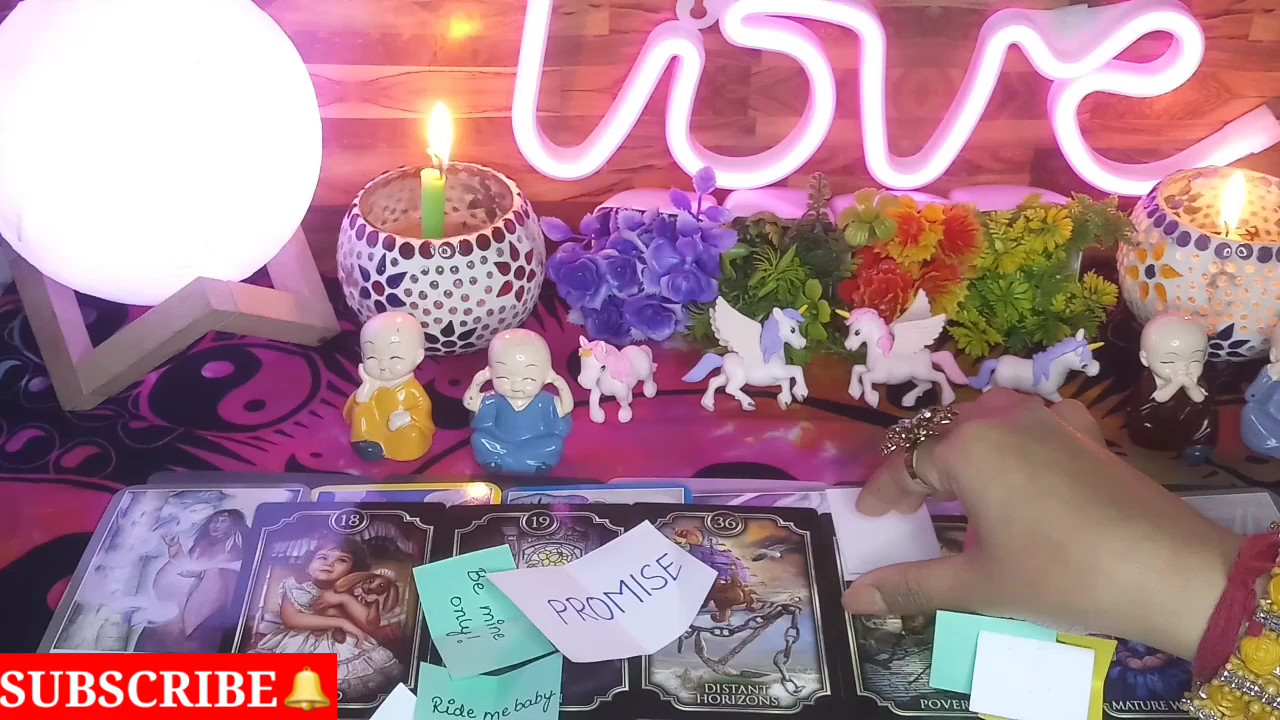 love
18
19
36
Be mine
only!
PROMISE
DISTANT
HORIZONS
Ride me baby
POVER
MATURE W
SUBSCRIBE